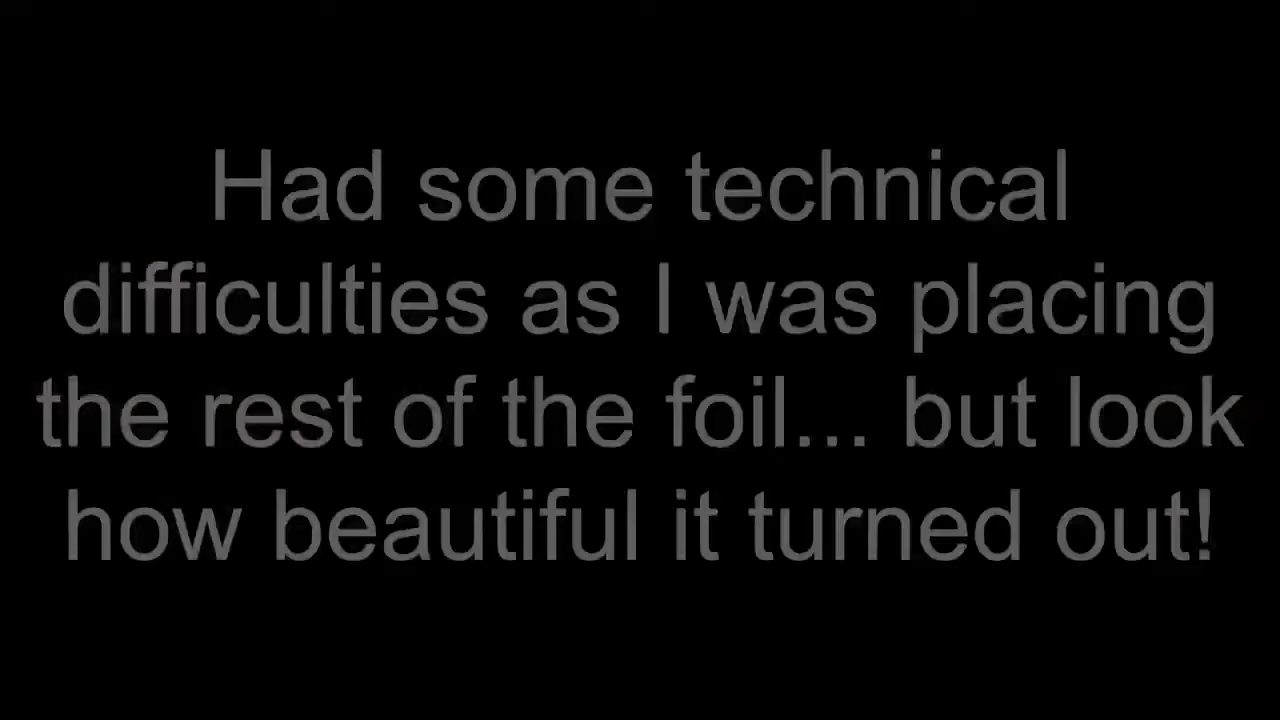 Had some technical
difficulties as I was placing
the rest of the foil... but look
how beautiful it turned out!